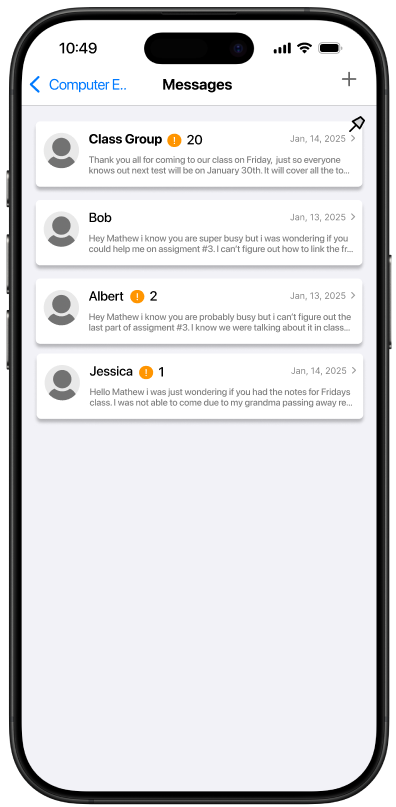 10:49
Computer E..
Messages
Class Group ! 20
Jan, 14, 2025
Thank you all for coming to our class on Friday, just so everyone
knows out next test will be on January 30th. It will cover all the to...
Bob
Jan, 13, 2025
Hey Mathew i know you are super busy but i was wondering if you
could help me on assigment #3. I can't figure out how to link the fr...
Albert ! 2
Jan, 13, 2025
Hey Mathew i know you are probably busy but i can't figure out the
last part of assigment #3. I know we were talking about it in class...
Jessica ! 1
Jan, 14, 2025
Hello Mathew i was just wondering if you had the notes for Fridays
class. I was not able to come due to my grandma passing away re...